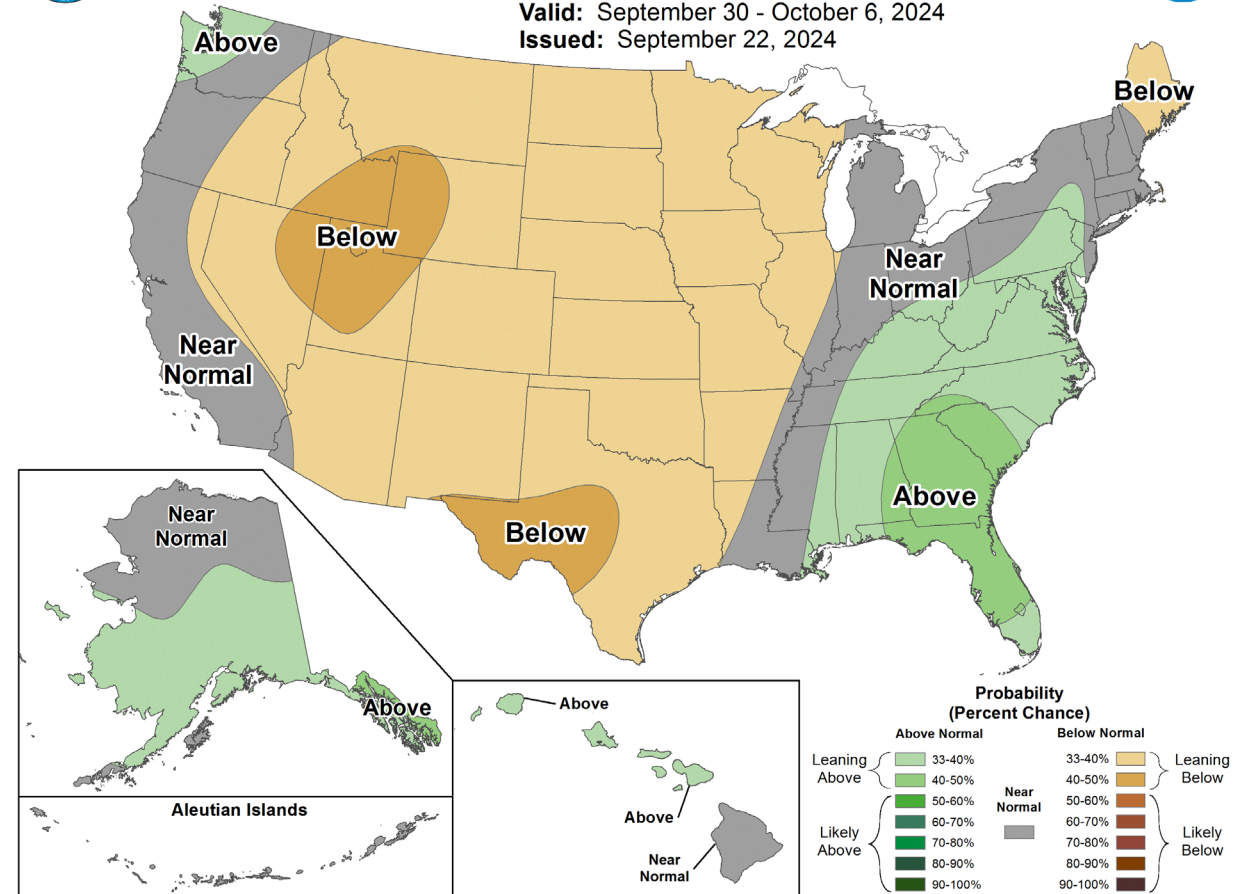 Valid: September 30 - October 6, 2024
Issued: September 22, 2024
Above
Below
Below
Near
Normal
Near
Normal
Above
Below
Near
Normal
Above
Aleutian Islands
Above
Above
Near
Normal
Probability
(Percent Chance)
Above Normal
Below Normal
Leaning
Above
33-40%
40-50%
Likely
Above
50-60%
60-70%
70-80%
80-90%
90-100%
Near
Normal
33-40%
40-50%
Leaning
Below
50-60%
60-70%
70-80%
80-90%
90-100%
Likely
Below